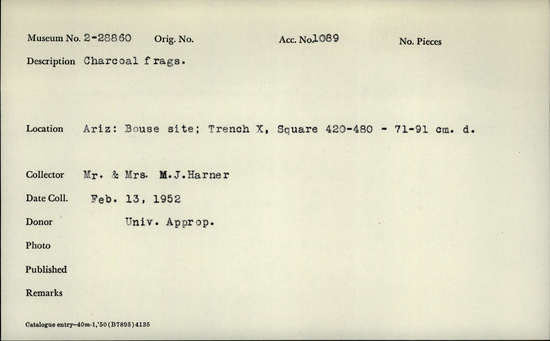 Museum No. 2-28860 Orig. No. Acc. No. 1089 No. Pieces
Description Charcoal frags.
Location Ariz: Bouse site; Trench X, Square 420-480 - 71-91 cm. d.
Collector Mr. & Mrs. M.J.Harner
Date Coll. Feb. 13, 1952
Donor Univ. Approp.
Photo
Published
Remarks
Catalogue entry-40m-1,'50(B7895)4135